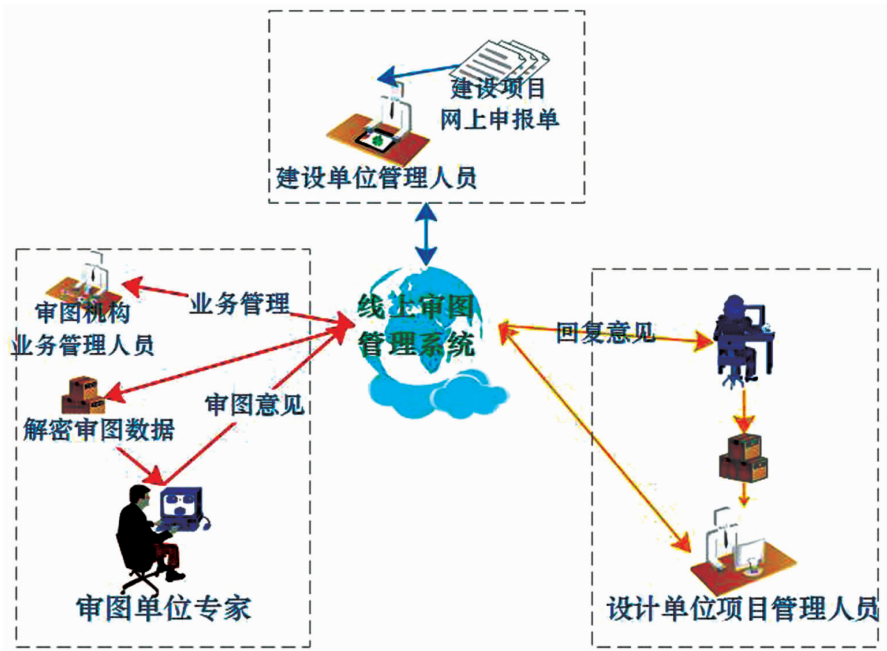 建设项目
网上申报单
建设单位管理人员
审图机构
业务管理人员
业务管理
线上审图
管理系统
解密审图数据
审图意见
审图单位专家
回复意见
设计单位项目管理人员